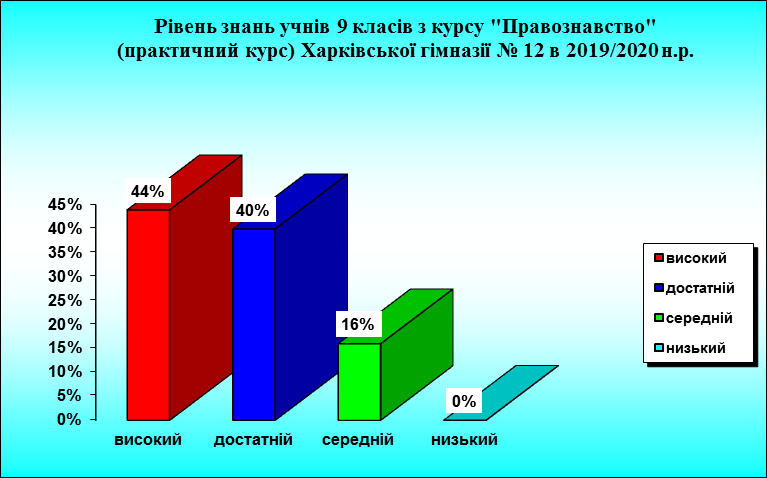 Рівень знань учнів 9 класів з курсу "Правознавство"
(практичний курс) Харківської гімназії № 12 в 2019/2020 н.р.
44%
40%
16%
0%
45%
40%
35%
30%
25%
20%
15%
10%
5%
0%
високий
достатній
середній
низький
високий
достатній
середній
низький